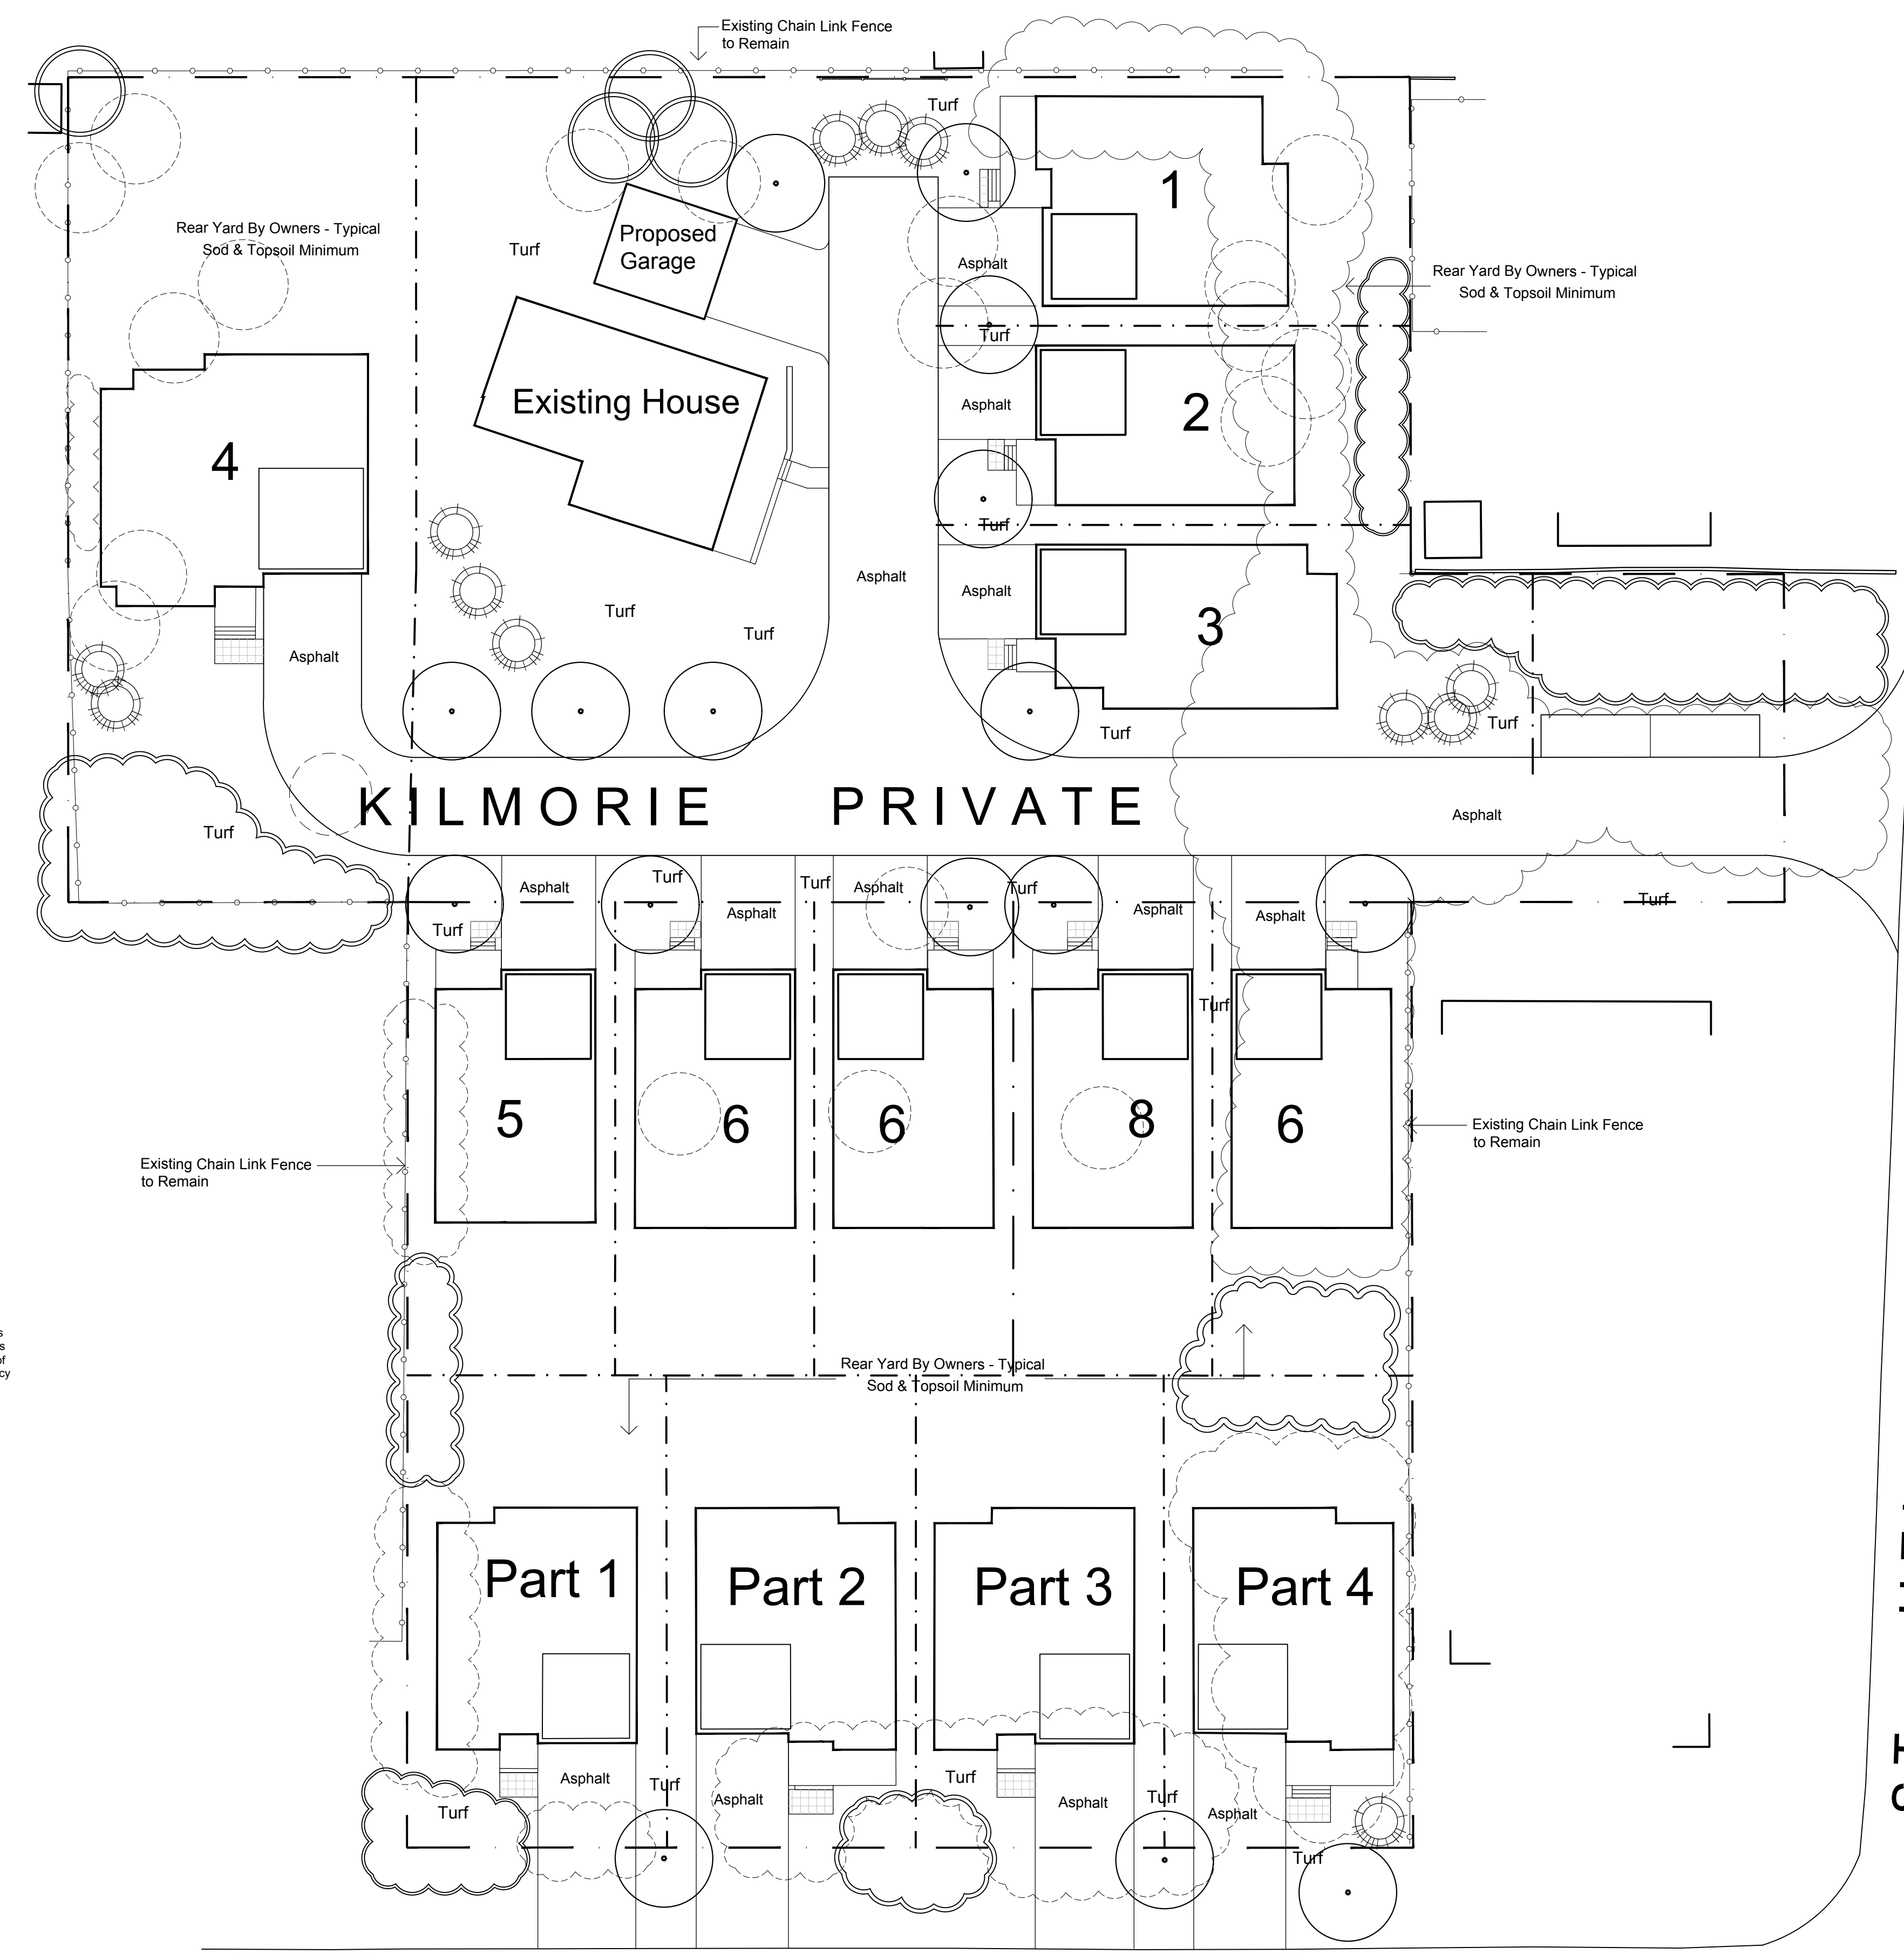 Existing Chain Link Fence
to Remain
Turf
Rear Yard By Owners - Typical
Sod & Topsoil Minimum
Turf
Proposed
Garage
1
Asphalt
Rear Yard By Owners - Typical
Sod & Topsoil Minimum
Turf
Existing House
Asphalt
2
4
Turf
Asphalt
Asphalt
Turf
Turf
3
Asphalt
Turf
Turf
KILMORIE PRIVATE
Asphalt
Turf
Asphalt
Turf
Asphalt
Turf
Asphalt
Turf
Asphalt
Asphalt
Turf
Turf
Turf
5
6
6
8
6
Existing Chain Link Fence
to Remain
Existing Chain Link Fence
to Remain
Rear Yard By Owners - Typical
Sod & Topsoil Minimum
Part 1
Part 2
Part 3
Part 4
Asphalt
Turf
Asphalt
Turf
Asphalt
Turf
Asphalt
Turf
Turf